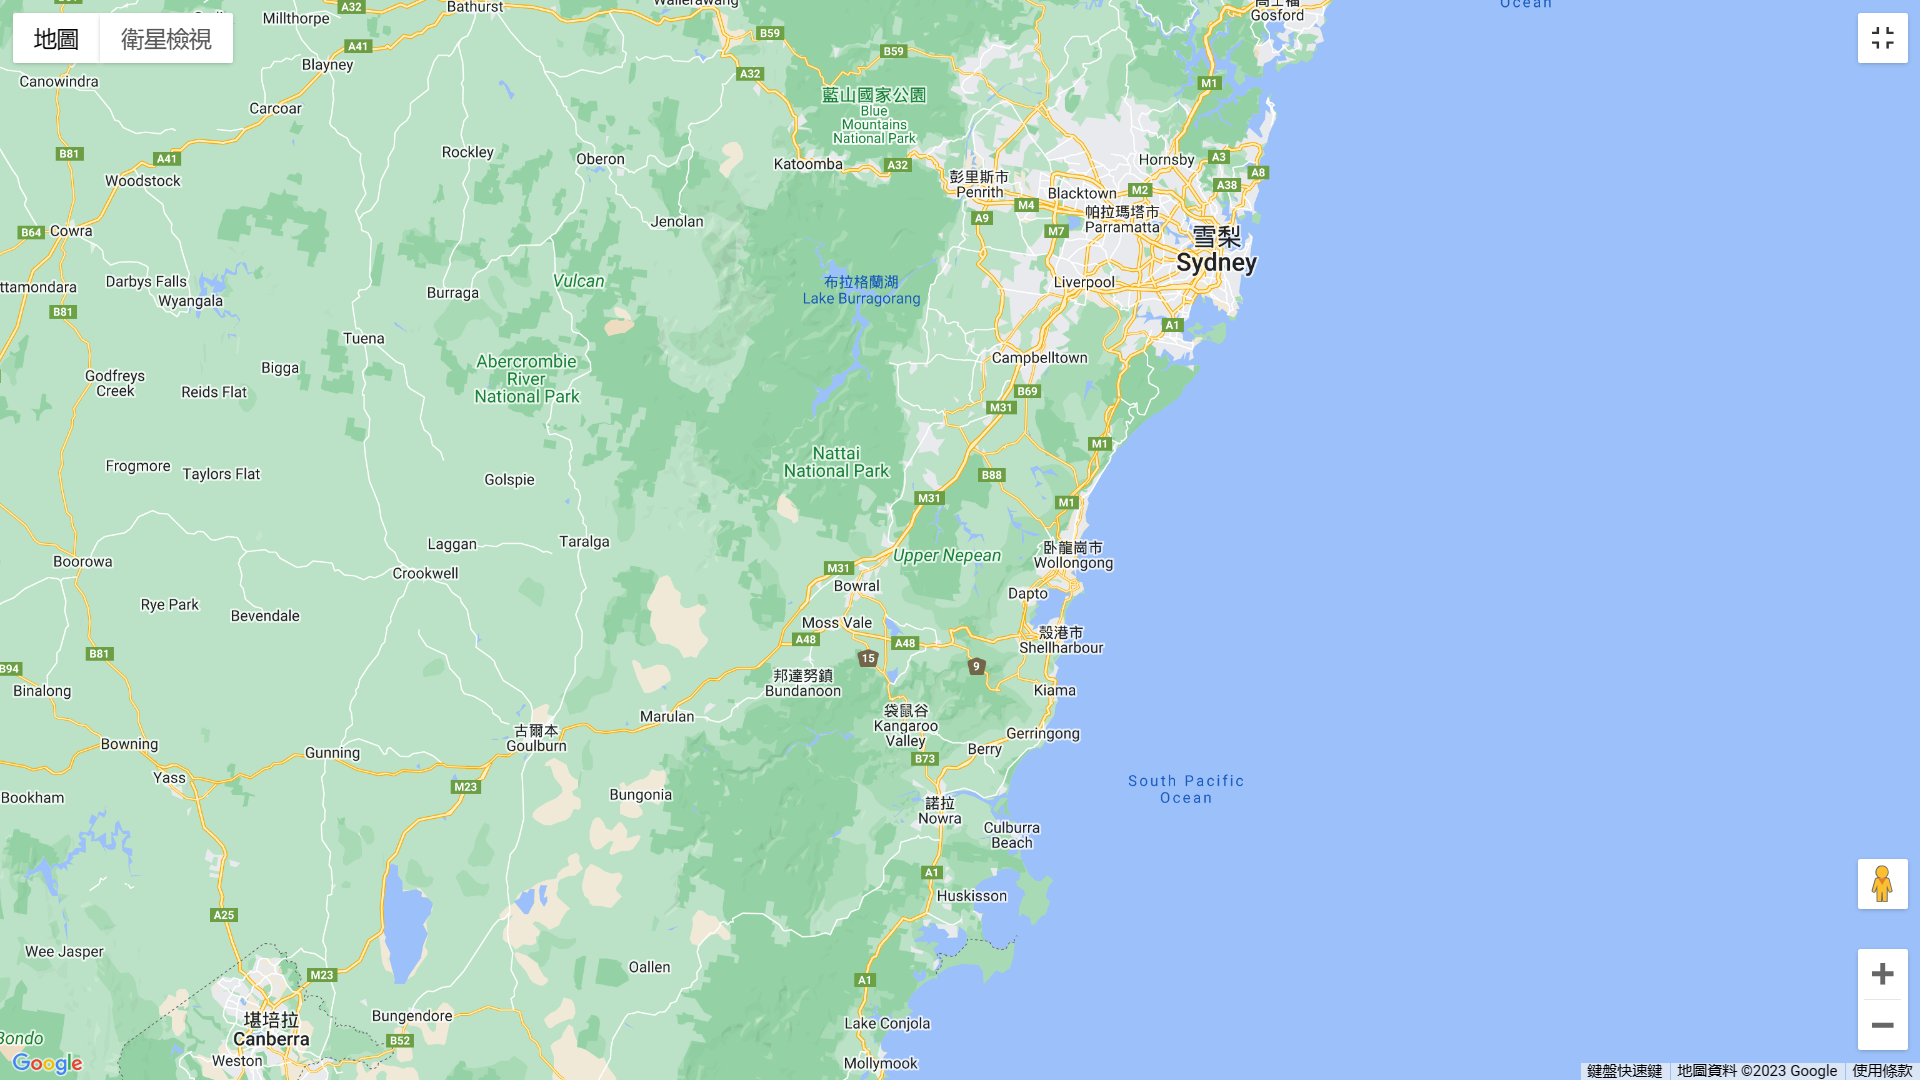 地圖
衛星檢視
A32
Bathurst
Millthorpe
高士福
Gosford
Ocean
A41
B59
B59
A32
M1
Blayney
Canowindra
Carcoar
藍山國家公園
Blue
Mountains
National Park
B81
A41
Rockley
Oberon
Katoomba
A32
Hornsby
A3
A8
Woodstock
彭里斯市
Penrith
Blacktown
M2
A38
M4
A9
帕拉瑪塔市
Parramatta
M7
Jenolan
B64
Cowra
雪梨
Sydney
Darbys Falls
Wyangala
ttamondara
Vulcan
布拉格蘭湖
Lake Burragorang
Liverpool
Burraga
B81
A1
Tuena
Abercrombie
River
National Park
Campbelltown
Bigga
Godfreys
Creek
Reids Flat
B69
M31
M1
Nattai
National Park
Frogmore
Taylors Flat
Golspie
B88
M31
M1
Laggan
Taralga
Upper Nepean
臥龍崗市
Wollongong
Boorowa
Crookwell
M31
Bowral
Dapto
Rye Park
Bevendale
Moss Vale
A48
A48
殼港市
Shellharbour
B81
B94
15
9
邦達努鎮
Bundanoon
Kiama
Binalong
袋鼠谷
Kangaroo
Valley
Marulan
古爾本
Goulburn
Gerringong
Berry
Bowning
Gunning
B73
Yass
M23
Bookham
Bungonia
South Pacific
Ocean
諾拉
Nowra
Culburra
Beach
A1
Huskisson
A25
Wee Jasper
M23
Oallen
A1
堪培拉
Canberra
Bungendore
Lake Conjola
Bondo
B52
Weston
Mollymook
Google
鍵盤快速鍵
地圖資料 ©2023 Google
使用條款